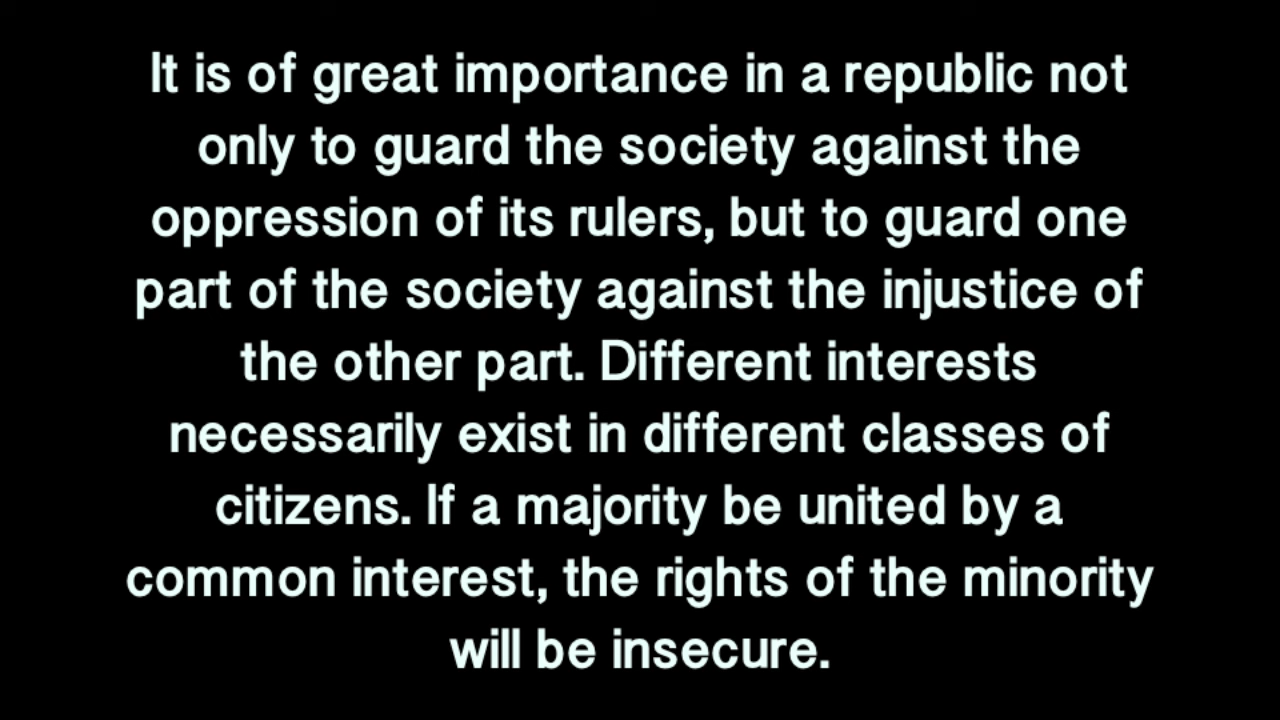 It is of great importance in a republic not
only to guard the society against the
oppression of its rulers, but to guard one
part of the society against the injustice of
the other part. Different interests
necessarily exist in different classes of
citizens. If a majority be united by a
common interest, the rights of the minority
will be insecure.